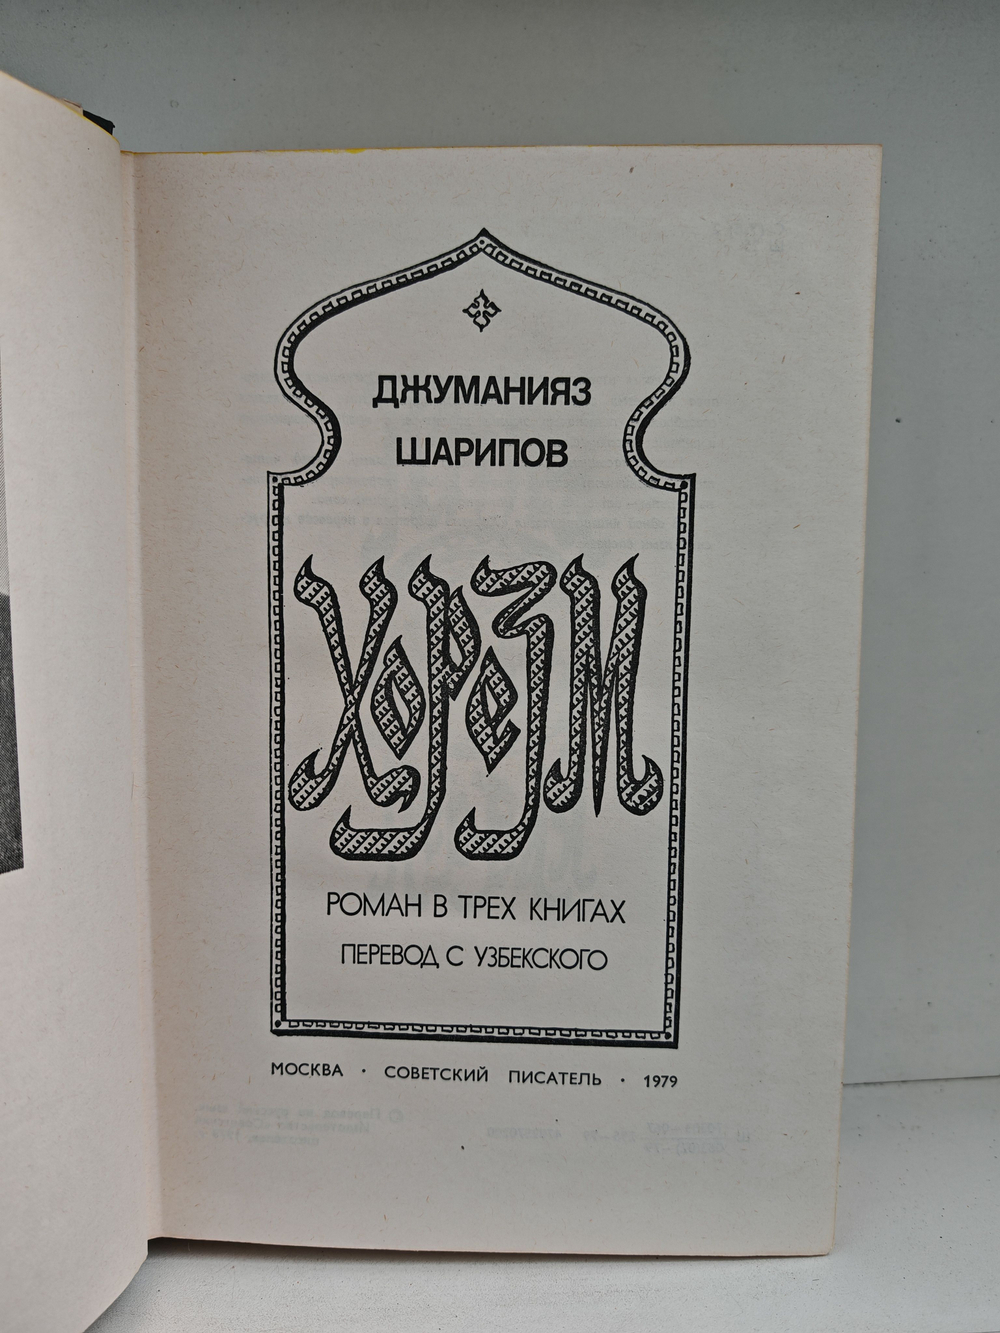 ДЖУМАНИЯЗ
ШАРИПОВ
Хорезм
РОМАН В ТРЕХ КНИГАХ
ПЕРЕВОД С УЗБЕКСКОГО
МОСКВА · СОВЕТСКИЙ ПИСАТЕЛЬ · 1979